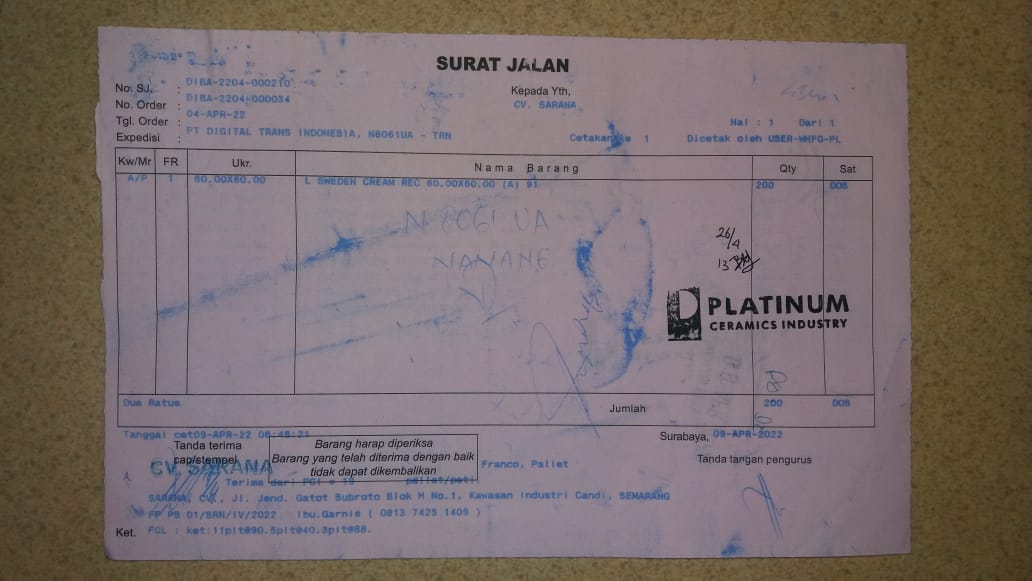 SURAT JALAN
No. SJ. : DIBA-2204-000210
No. Order : DIBA-2204-000034
Tgl. Order : 04-APR-22
Expedisi : PT DIGITAL TRANS INDONESIA, N8061UA - TRN
Kepada Yth,
CV. SARANA
Hal : 1 Dari 1
Cetakan ke 1 Dicetak oleh USER-WHPG-PL
Kw/Mr FR Ukr. Nama Barang Qty Sat
A/P 1 60.00X60.00 L SWEDEN CREAM REC 60.00X60.00 (A) 91 200 DOS
UA
NANANE
26/4
13
PLATINUM
CERAMICS INDUSTRY
Dua Ratus Jumlah 200 DOS
Tanggal cet09-APR-22 08:48:21
Surabaya, 09-APR-2022
Tanda terima
cap/stempel
CV. SARANA
Barang harap diperiksa
Barang yang telah diterima dengan baik
tidak dapat dikembalikan
Tanda tangan pengurus
Franco, Pallet
Terima dari PCI = 19 pallet/peti
SARANA, CV., Jl. Jend. Gatot Subroto Blok H No.1, Kawasan Industri Candi, SEMARANG
FP PS 01/SRN/IV/2022 Ibu.Garnis ( 0813 7425 1409 )
Ket. FCL : ket:11plt@90.5plt@40.3plt@88.